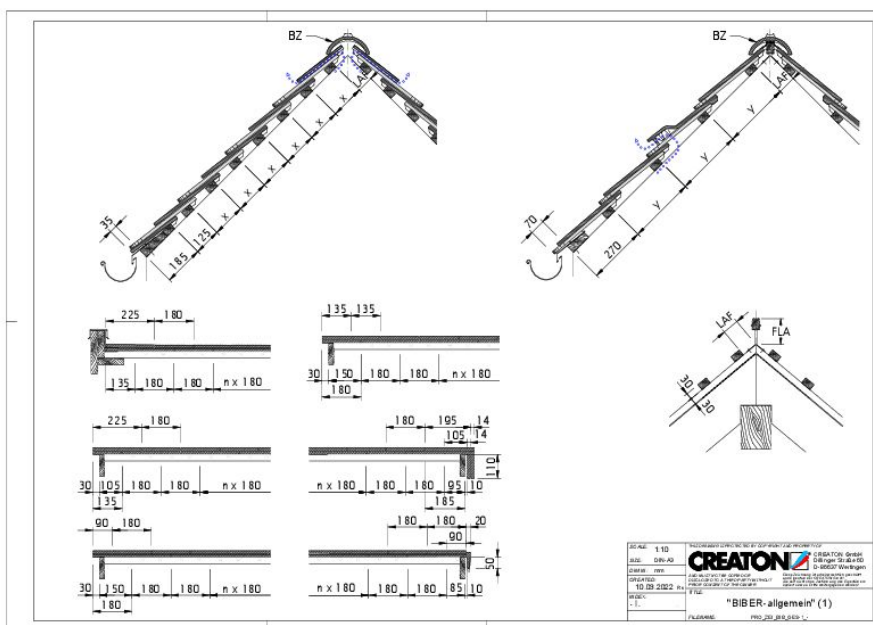 BZ
LAF
x
x
x
x
x
125
185
35
BZ
LAF
y
y
y
270
70
225 180
135 180 180 n x 180
135 135
30 150 180 180 n x 180
180
LAF
FLA
30
30
225 180
30 105 180 180 n x 180
135
180 195 14
105 14
110
n x 180 180 180 95 10
185
90 180
30 150 180 180 n x 180
180
180 180 20
90
50
n x 180 180 180 85 10
SCALE 1:10
SIZE DIN-A3
CREATED
10.03.2022
INDEX
- |.
CREATON
CREATON GmbH
Dillinger Straße 60
D-86637 Wertingen
TITLE
"BIBER-allgemein" (1)
FILENAME